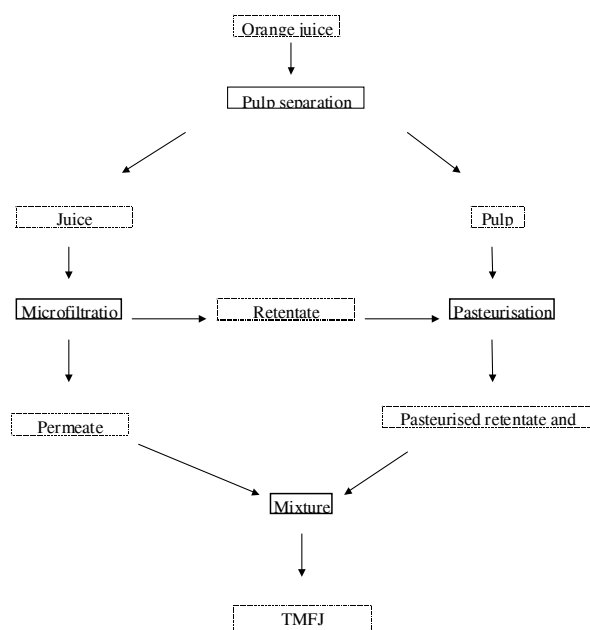 Orange juice
Pulp separation
Juice
Pulp
Microfiltratio
Retentate
Pasteurisation
Permeate
Pasteurised retentate and
Mixture
TMFJ